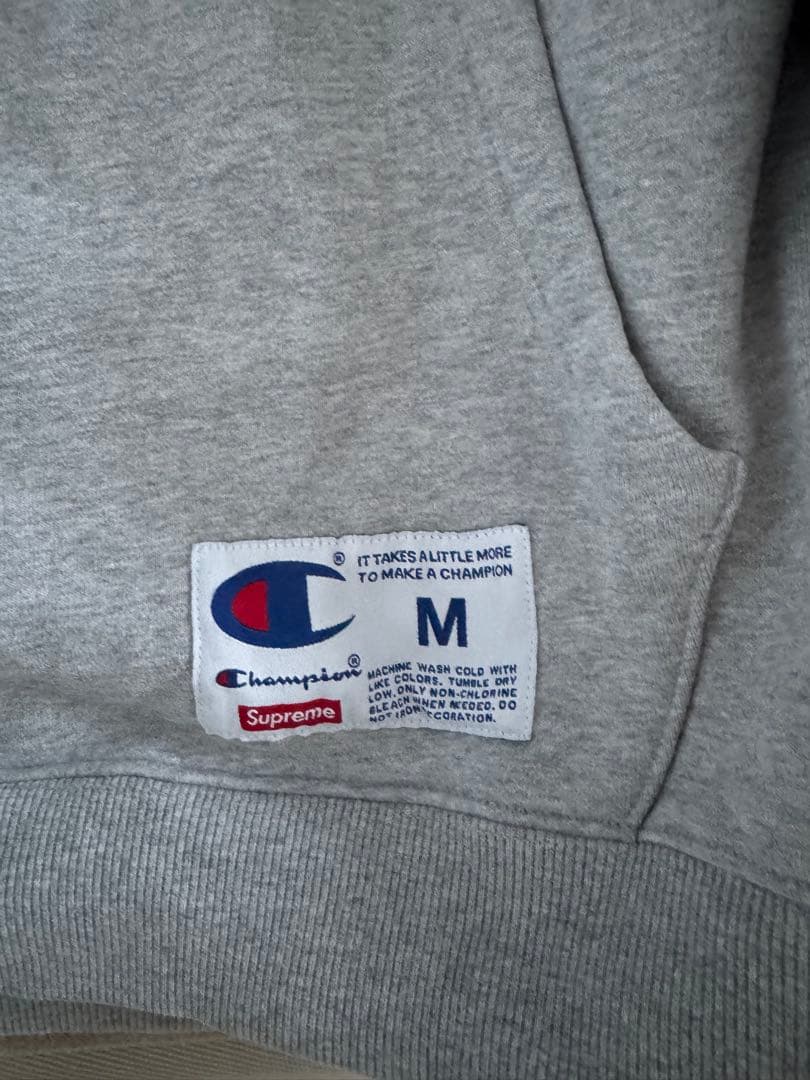 ® IT TAKES A LITTLE MORE
TO MAKE A CHAMPION
M
Champion®
Supreme
MACHINE WASH COLD WITH
LIKE COLORS. TUMBLE DRY
LOW. ONLY NON-CHLORINE
BLEACH WHEN NEEDED. DO
NOT IRON